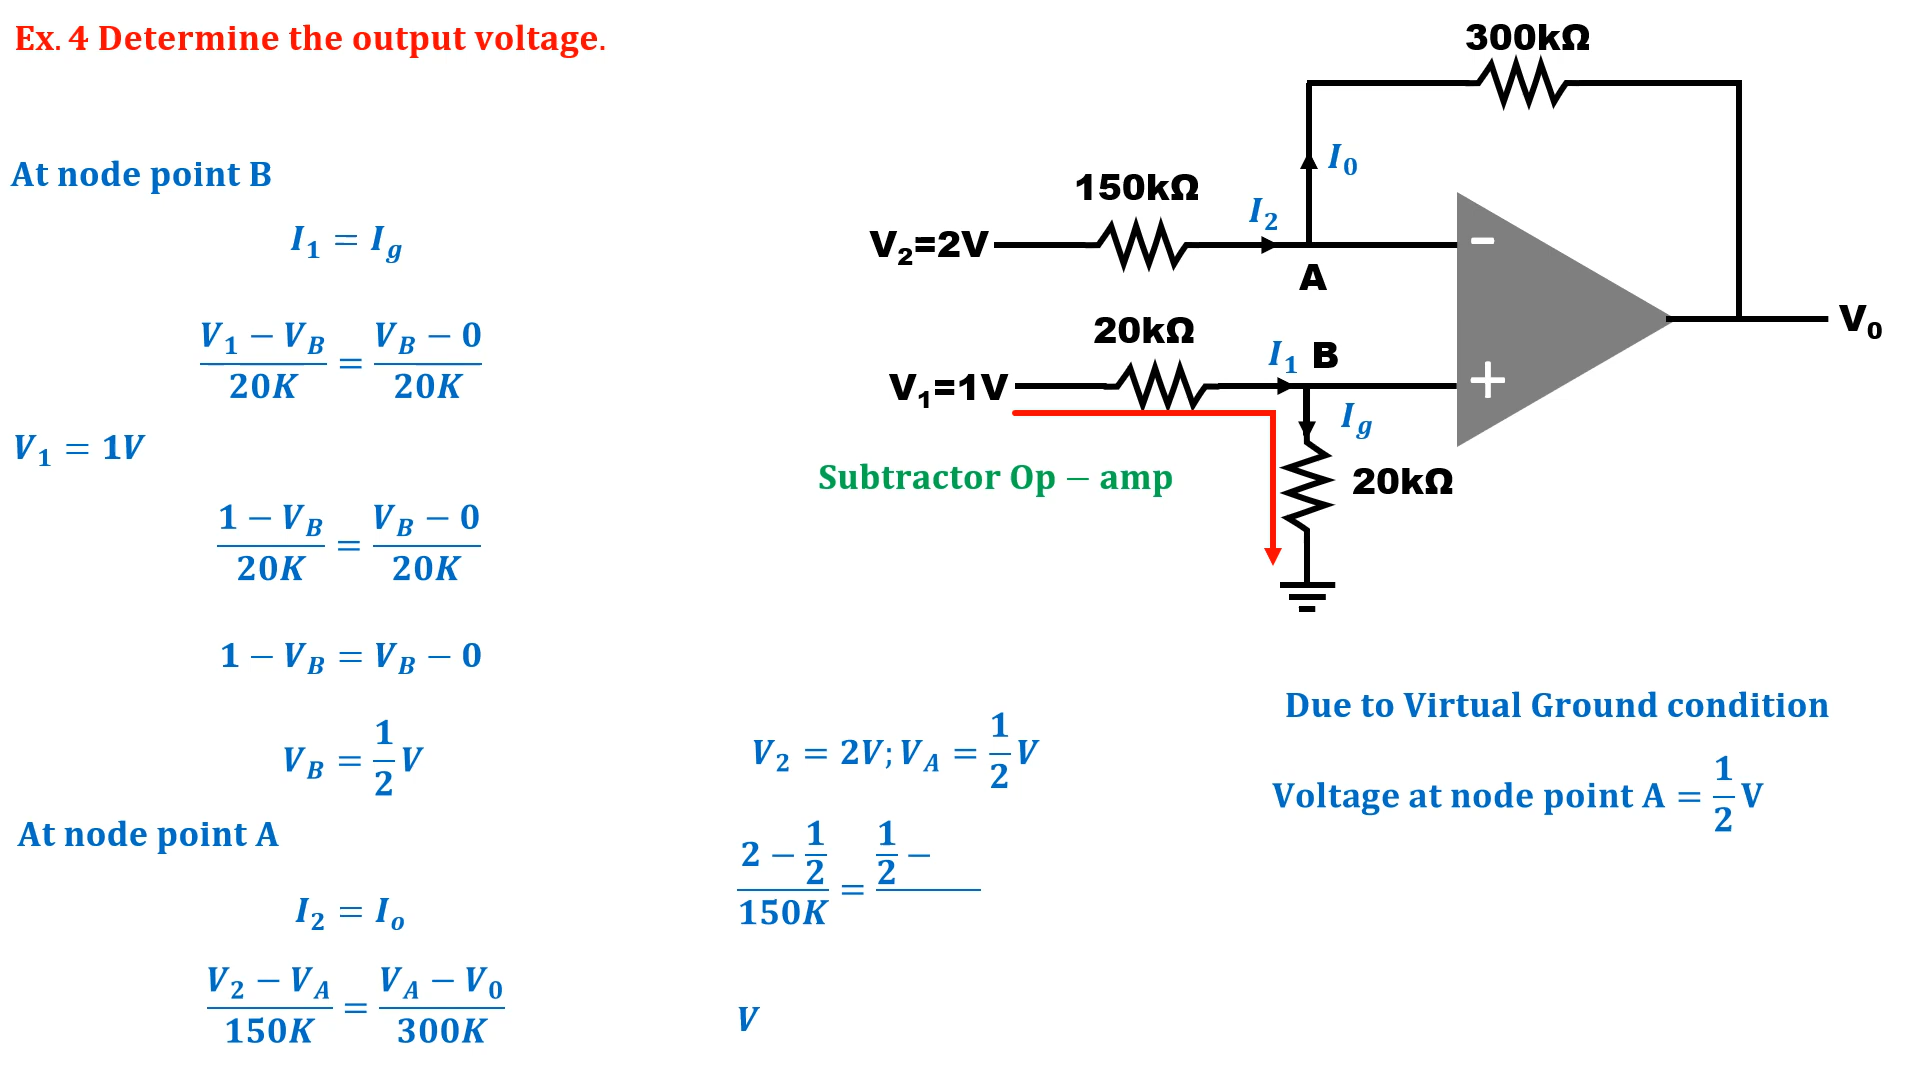 Ex. 4 Determine the output voltage.
At node point B
I₁ = I_g
(V₁ − V_B)/20K = (V_B − 0)/20K
V₁ = 1V
(1 − V_B)/20K = (V_B − 0)/20K
1 − V_B = V_B − 0
V_B = 1/2 V
At node point A
I₂ = Iₒ
(V₂ − V_A)/150K = (V_A − V₀)/300K
V₂ = 2V; V_A = 1/2 V
(2 − 1/2)/150K = 1/2 −
V
300kΩ
I₀
150kΩ
I₂
V₂=2V
−
A
20kΩ
V₀
I₁ B
V₁=1V
+
I_g
Subtractor Op − amp
20kΩ
Due to Virtual Ground condition
Voltage at node point A = 1/2 V